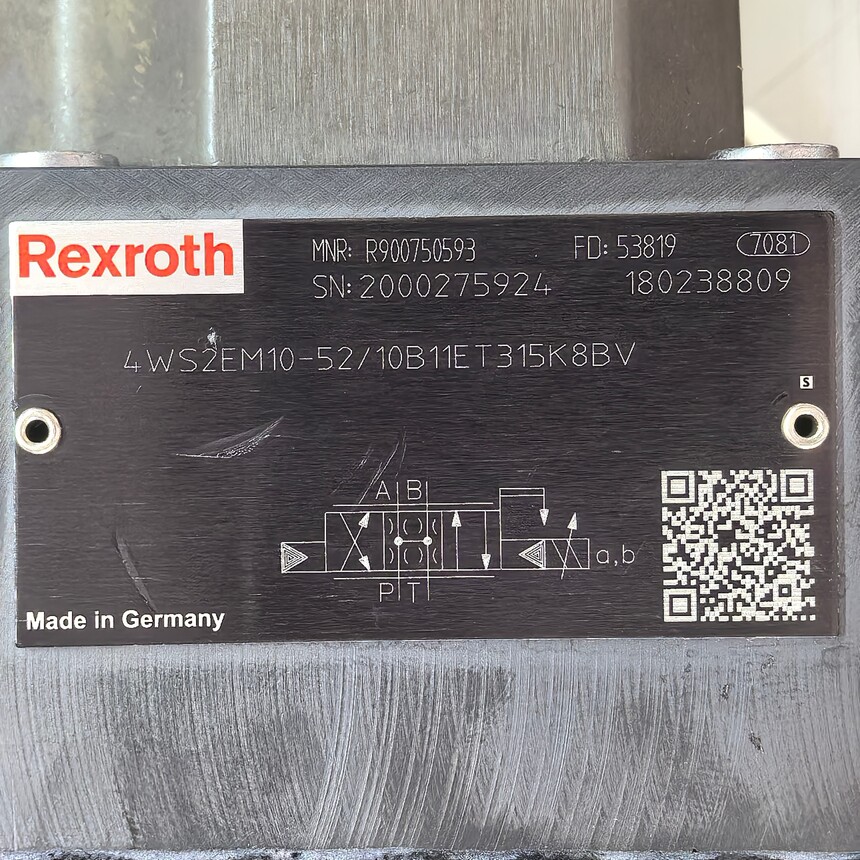 Rexroth
MNR: R900750593 FD: 53819 7081
SN: 2000275924 180238809
4WS2EM10-52/10B11ET315K8BV
S
A B
a,b
P T
Made in Germany